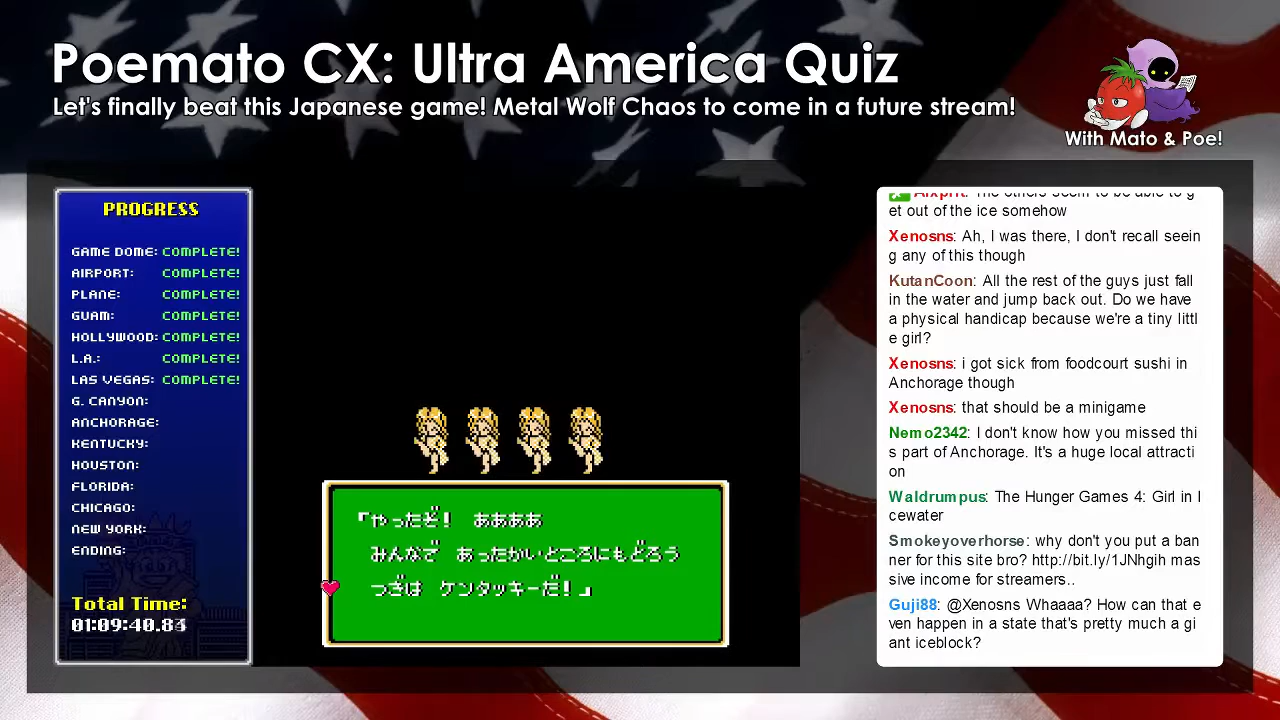 Poemato CX: Ultra America Quiz
Let's finally beat this Japanese game! Metal Wolf Chaos to come in a future stream!
With Mato & Poe!
PROGRESS
GAME DOME: COMPLETE!
AIRPORT: COMPLETE!
PLANE: COMPLETE!
GUAM: COMPLETE!
HOLLYWOOD: COMPLETE!
L.A.: COMPLETE!
LAS VEGAS: COMPLETE!
G. CANYON:
ANCHORAGE:
KENTUCKY:
HOUSTON:
FLORIDA:
CHICAGO:
NEW YORK:
ENDING:
Total Time:
01:09:40.84
「やったぞ! ああああ
みんなで あったかいところにもどろう
つぎは ケンタッキーだ!」
The others seem to be able to g
et out of the ice somehow
Xenosns: Ah, I was there, I don't recall seein
g any of this though
KutanCoon: All the rest of the guys just fall
in the water and jump back out. Do we have
a physical handicap because we're a tiny littl
e girl?
Xenosns: i got sick from foodcourt sushi in
Anchorage though
Xenosns: that should be a minigame
Nemo2342: I don't know how you missed thi
s part of Anchorage. It's a huge local attracti
on
Waldrumpus: The Hunger Games 4: Girl in I
cewater
Smokeyoverhorse: why don't you put a ban
ner for this site bro? http://bit.ly/1JNhgih mas
sive income for streamers..
Guji88: @Xenosns Whaaaa? How can that e
ven happen in a state that's pretty much a gi
ant iceblock?